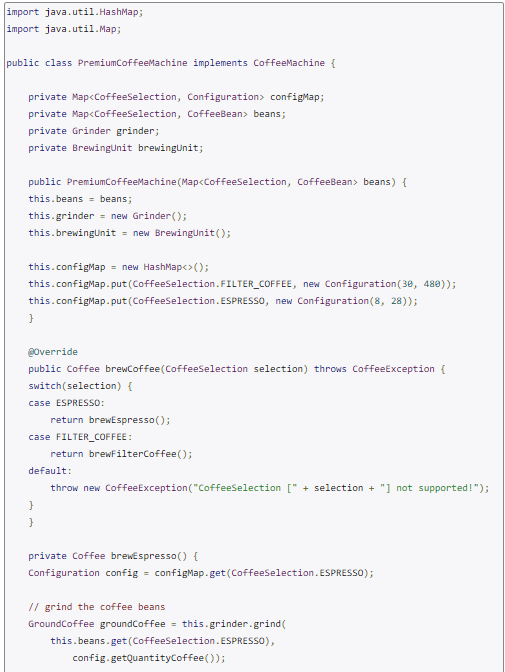 import java.util.HashMap;
import java.util.Map;

public class PremiumCoffeeMachine implements CoffeeMachine {

    private Map<CoffeeSelection, Configuration> configMap;
    private Map<CoffeeSelection, CoffeeBean> beans;
    private Grinder grinder;
    private BrewingUnit brewingUnit;

    public PremiumCoffeeMachine(Map<CoffeeSelection, CoffeeBean> beans) {
    this.beans = beans;
    this.grinder = new Grinder();
    this.brewingUnit = new BrewingUnit();

    this.configMap = new HashMap<>();
    this.configMap.put(CoffeeSelection.FILTER_COFFEE, new Configuration(30, 480));
    this.configMap.put(CoffeeSelection.ESPRESSO, new Configuration(8, 28));
    }

    @Override
    public Coffee brewCoffee(CoffeeSelection selection) throws CoffeeException {
    switch(selection) {
    case ESPRESSO:
        return brewEspresso();
    case FILTER_COFFEE:
        return brewFilterCoffee();
    default:
        throw new CoffeeException("CoffeeSelection [" + selection + "] not supported!");
    }
    }

    private Coffee brewEspresso() {
    Configuration config = configMap.get(CoffeeSelection.ESPRESSO);

    // grind the coffee beans
    GroundCoffee groundCoffee = this.grinder.grind(
        this.beans.get(CoffeeSelection.ESPRESSO),
            config.getQuantityCoffee());